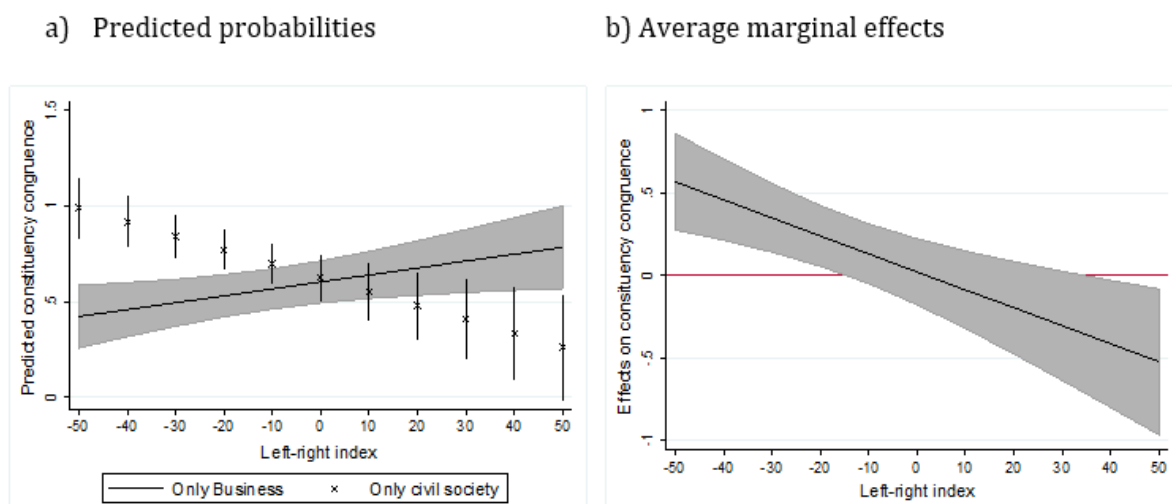 a) Predicted probabilities
b) Average marginal effects
Predicted constituency congruence
1.5
1
.5
0
-50 -40 -30 -20 -10 0 10 20 30 40 50
Left-right index
Only Business
Only civil society
Effects on consituency congruence
1
.5
0
-.5
-1
-50 -40 -30 -20 -10 0 10 20 30 40 50
Left-right index